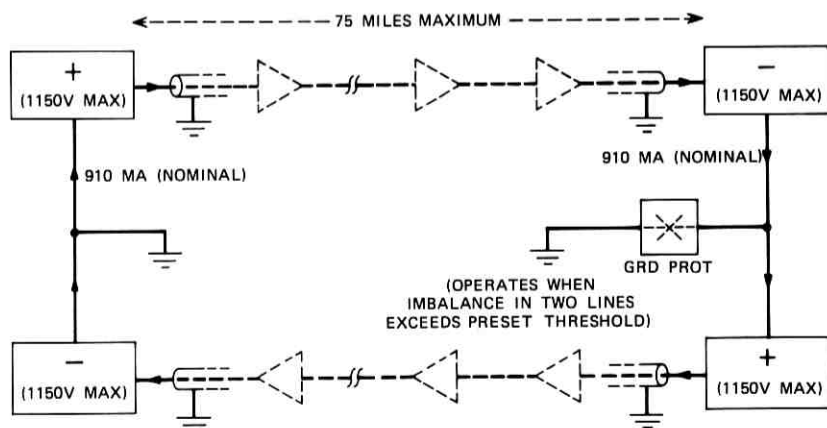 75 MILES MAXIMUM
+
(1150V MAX)
−
(1150V MAX)
910 MA (NOMINAL)
910 MA (NOMINAL)
GRD PROT
(OPERATES WHEN
IMBALANCE IN TWO LINES
EXCEEDS PRESET THRESHOLD)
−
(1150V MAX)
+
(1150V MAX)